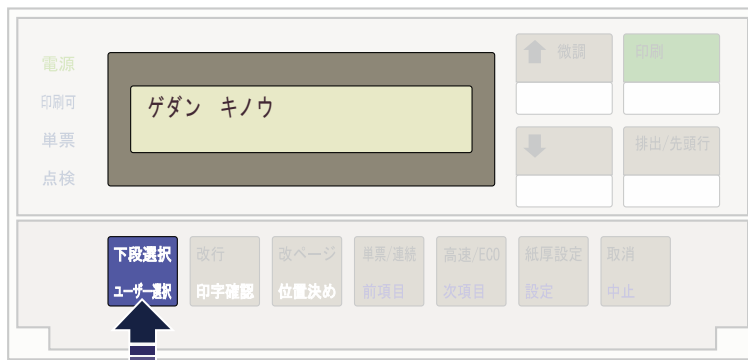 電源
印刷可
単票
点検
ゲダン キノウ
微調
印刷
排出/先頭行
下段選択
ユーザー選択
改行
印字確認
改ページ
位置決め
単票/連続
前項目
高速/ECO
次項目
紙厚設定
設定
取消
中止